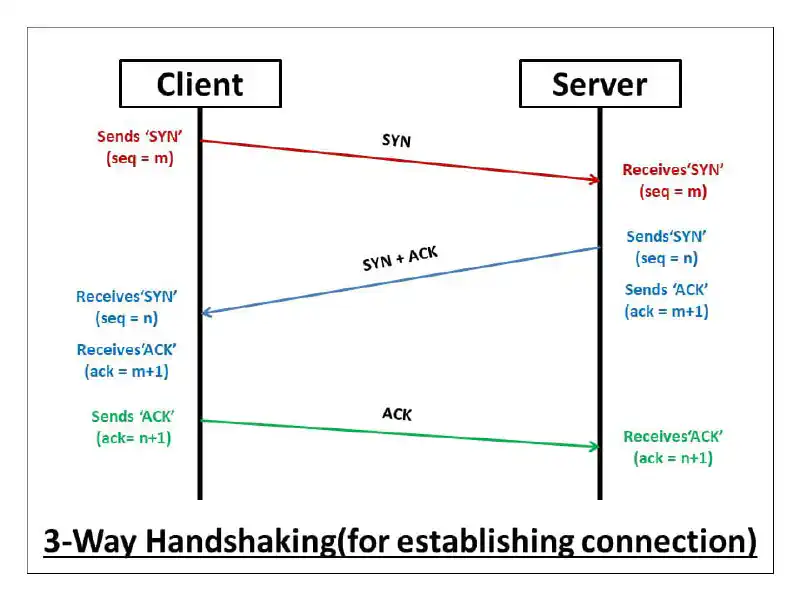 Client
Server
Sends ‘SYN’
(seq = m)
SYN
Receives‘SYN’
(seq = m)
Sends‘SYN’
(seq = n)
SYN + ACK
Sends ‘ACK’
(ack = m+1)
Receives‘SYN’
(seq = n)
Receives‘ACK’
(ack = m+1)
Sends ‘ACK’
(ack= n+1)
ACK
Receives‘ACK’
(ack = n+1)
3-Way Handshaking(for establishing connection)